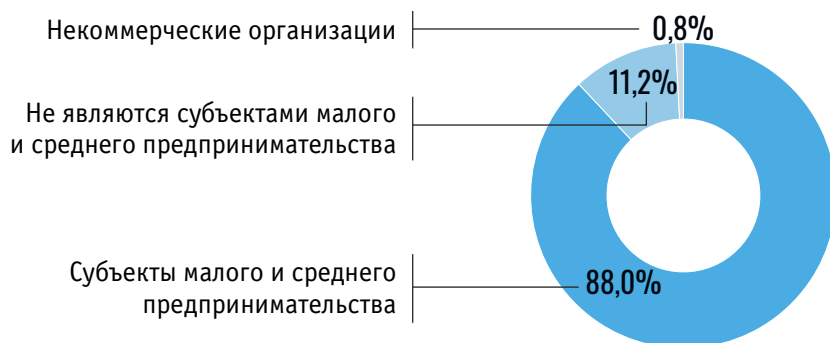 Некоммерческие организации
0,8%
Не являются субъектами малого
и среднего предпринимательства
11,2%
Субъекты малого и среднего
предпринимательства
88,0%